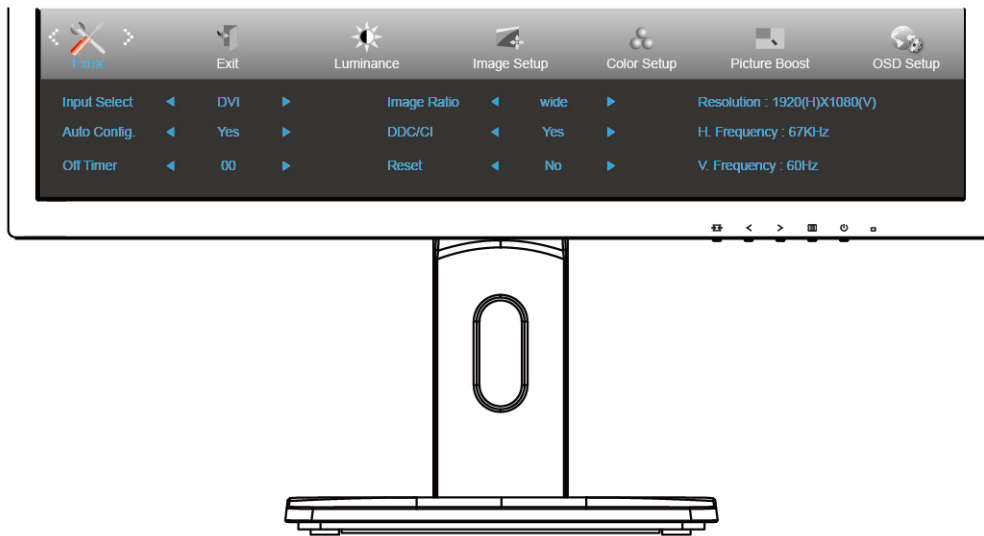 Extra Exit Luminance Image Setup Color Setup Picture Boost OSD Setup
Input Select DVI Image Ratio wide Resolution : 1920(H)X1080(V)
Auto Config. Yes DDC/CI Yes H. Frequency : 67KHz
Off Timer 00 Reset No V. Frequency : 60Hz